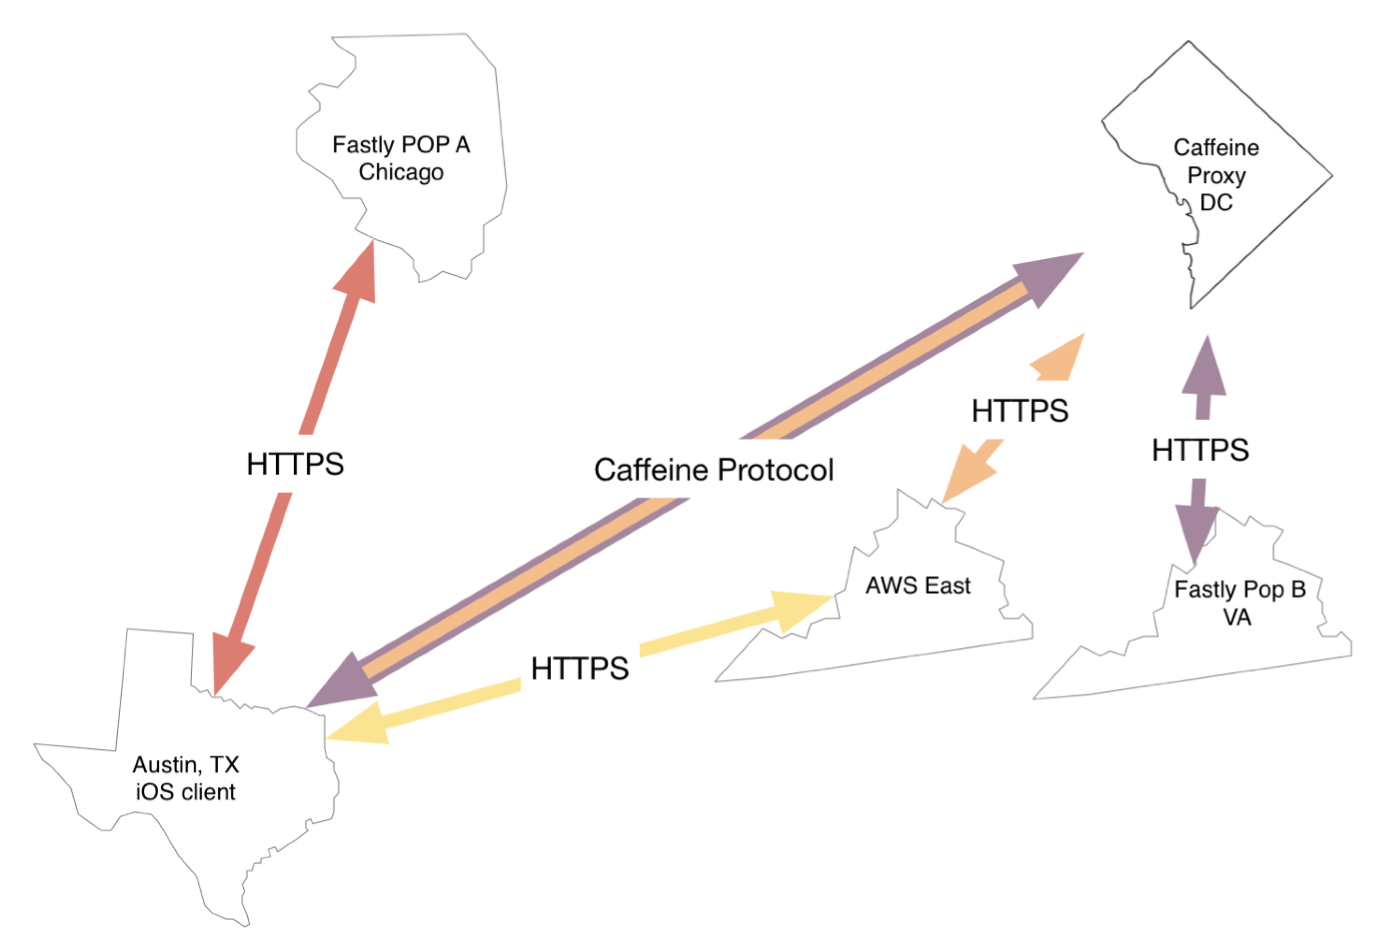 Fastly POP A
Chicago
Caffeine
Proxy
DC
HTTPS
HTTPS
HTTPS
Caffeine Protocol
AWS East
Fastly Pop B
VA
HTTPS
Austin, TX
iOS client